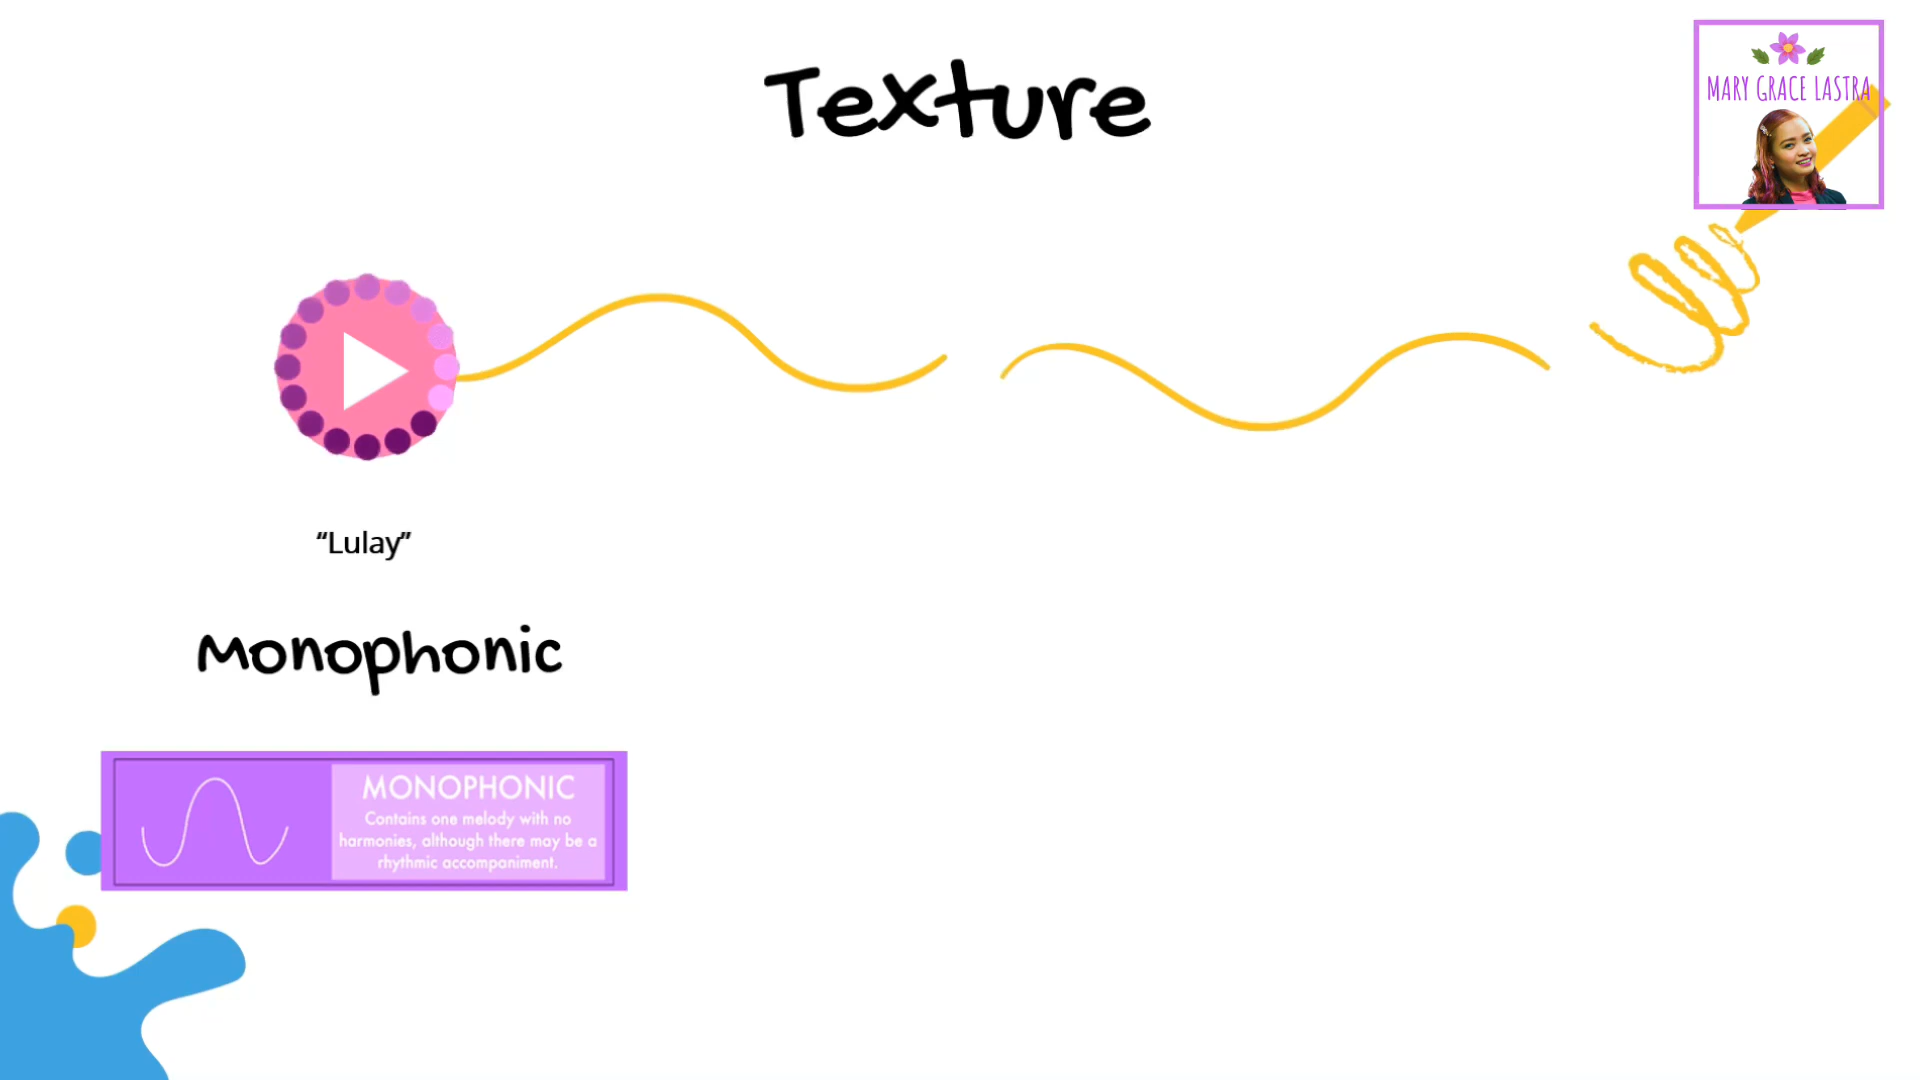 Texture
MARY GRACE LASTRA
“Lulay”
Monophonic
MONOPHONIC
Contains one melody with no
harmonies, although there may be a
rhythmic accompaniment.